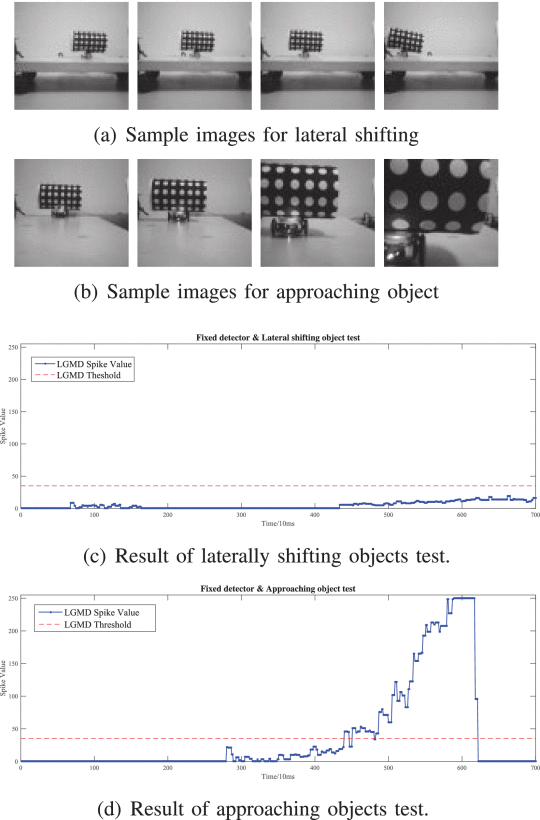 (a) Sample images for lateral shifting
(b) Sample images for approaching object
Fixed detector & Lateral shifting object test
250
200
150
100
50
0
Spike Value
LGMD Spike Value
LGMD Theshold
0 100 200 300 400 500 600 700
Time/10ms
(c) Result of laterally shifting objects test.
Fixed detector & Approaching object test
250
200
150
100
50
0
Spike Value
LGMD Spike Value
LGMD Threshold
0 100 200 300 400 500 600 700
Time/10ms
(d) Result of approaching objects test.